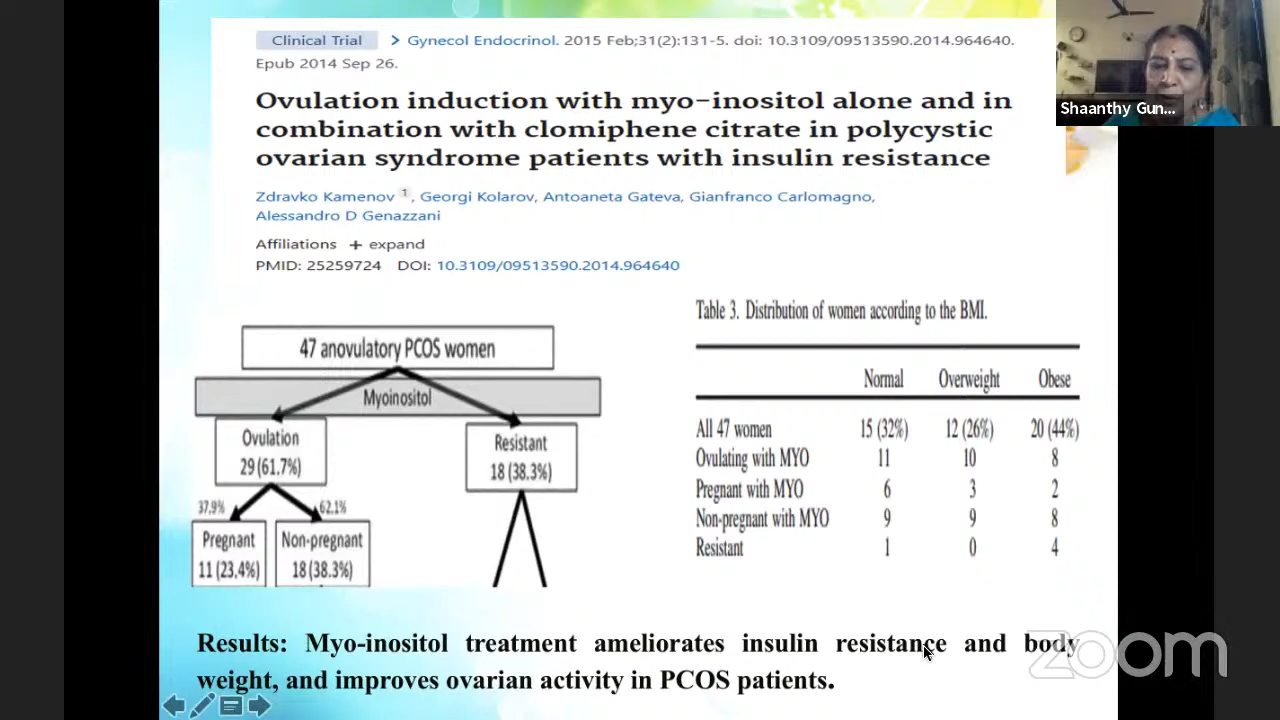 Clinical Trial > Gynecol Endocrinol. 2015 Feb;31(2):131-5. doi: 10.3109/09513590.2014.964640.
Epub 2014 Sep 26.
Ovulation induction with myo-inositol alone and in
combination with clomiphene citrate in polycystic
ovarian syndrome patients with insulin resistance
Zdravko Kamenov 1, Georgi Kolarov, Antoaneta Gateva, Gianfranco Carlomagno,
Alessandro D Genazzani
Affiliations + expand
PMID: 25259724 DOI: 10.3109/09513590.2014.964640
Shaanthy Gun...
47 anovulatory PCOS women
Myoinositol
Ovulation
29 (61.7%)
Resistant
18 (38.3%)
37.9%
62.1%
Pregnant
11 (23.4%)
Non-pregnant
18 (38.3%)
Table 3. Distribution of women according to the BMI.
Normal Overweight Obese
All 47 women 15 (32%) 12 (26%) 20 (44%)
Ovulating with MYO 11 10 8
Pregnant with MYO 6 3 2
Non-pregnant with MYO 9 9 8
Resistant 1 0 4
Results: Myo-inositol treatment ameliorates insulin resistance and body
weight, and improves ovarian activity in PCOS patients.
zoom